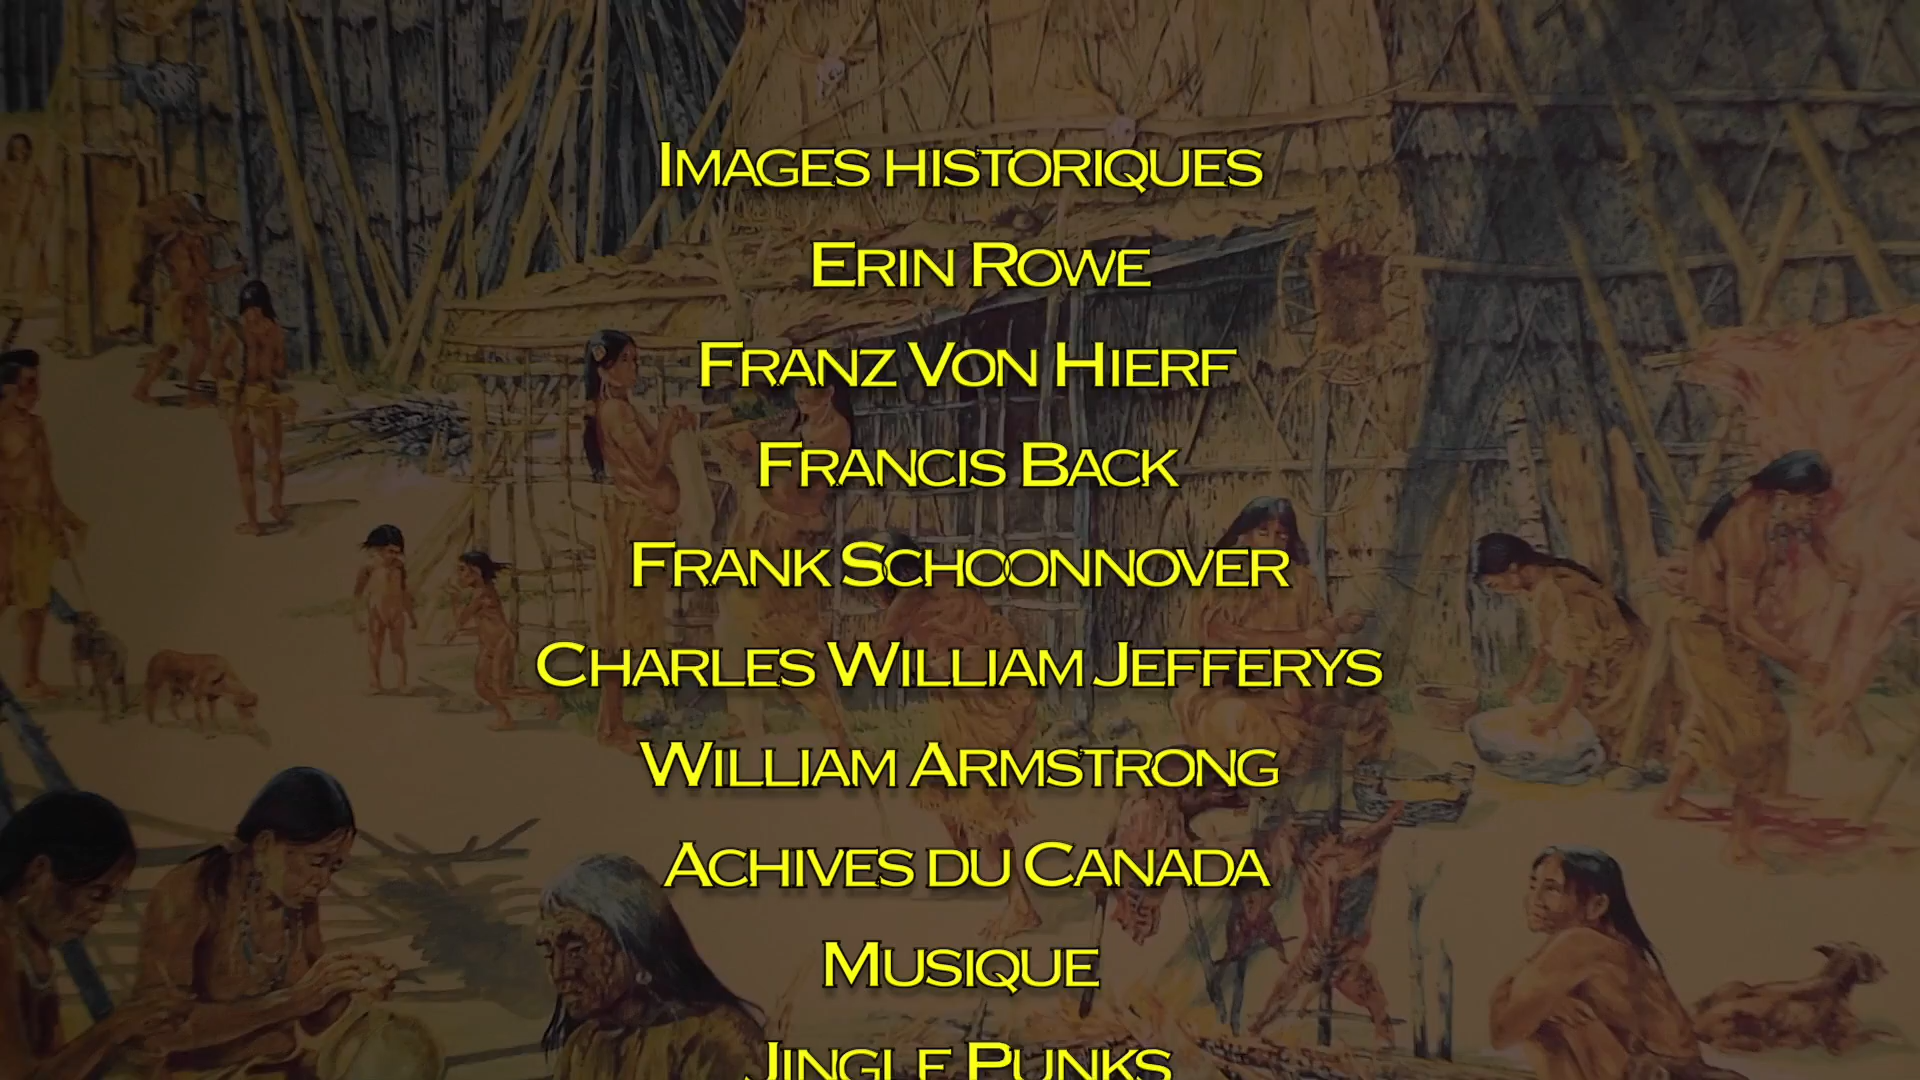 Images historiques
Erin Rowe
Franz Von Hierf
Francis Back
Frank Schoonnover
Charles William Jefferys
William Armstrong
Achives du Canada
Musique
Jingle Punks